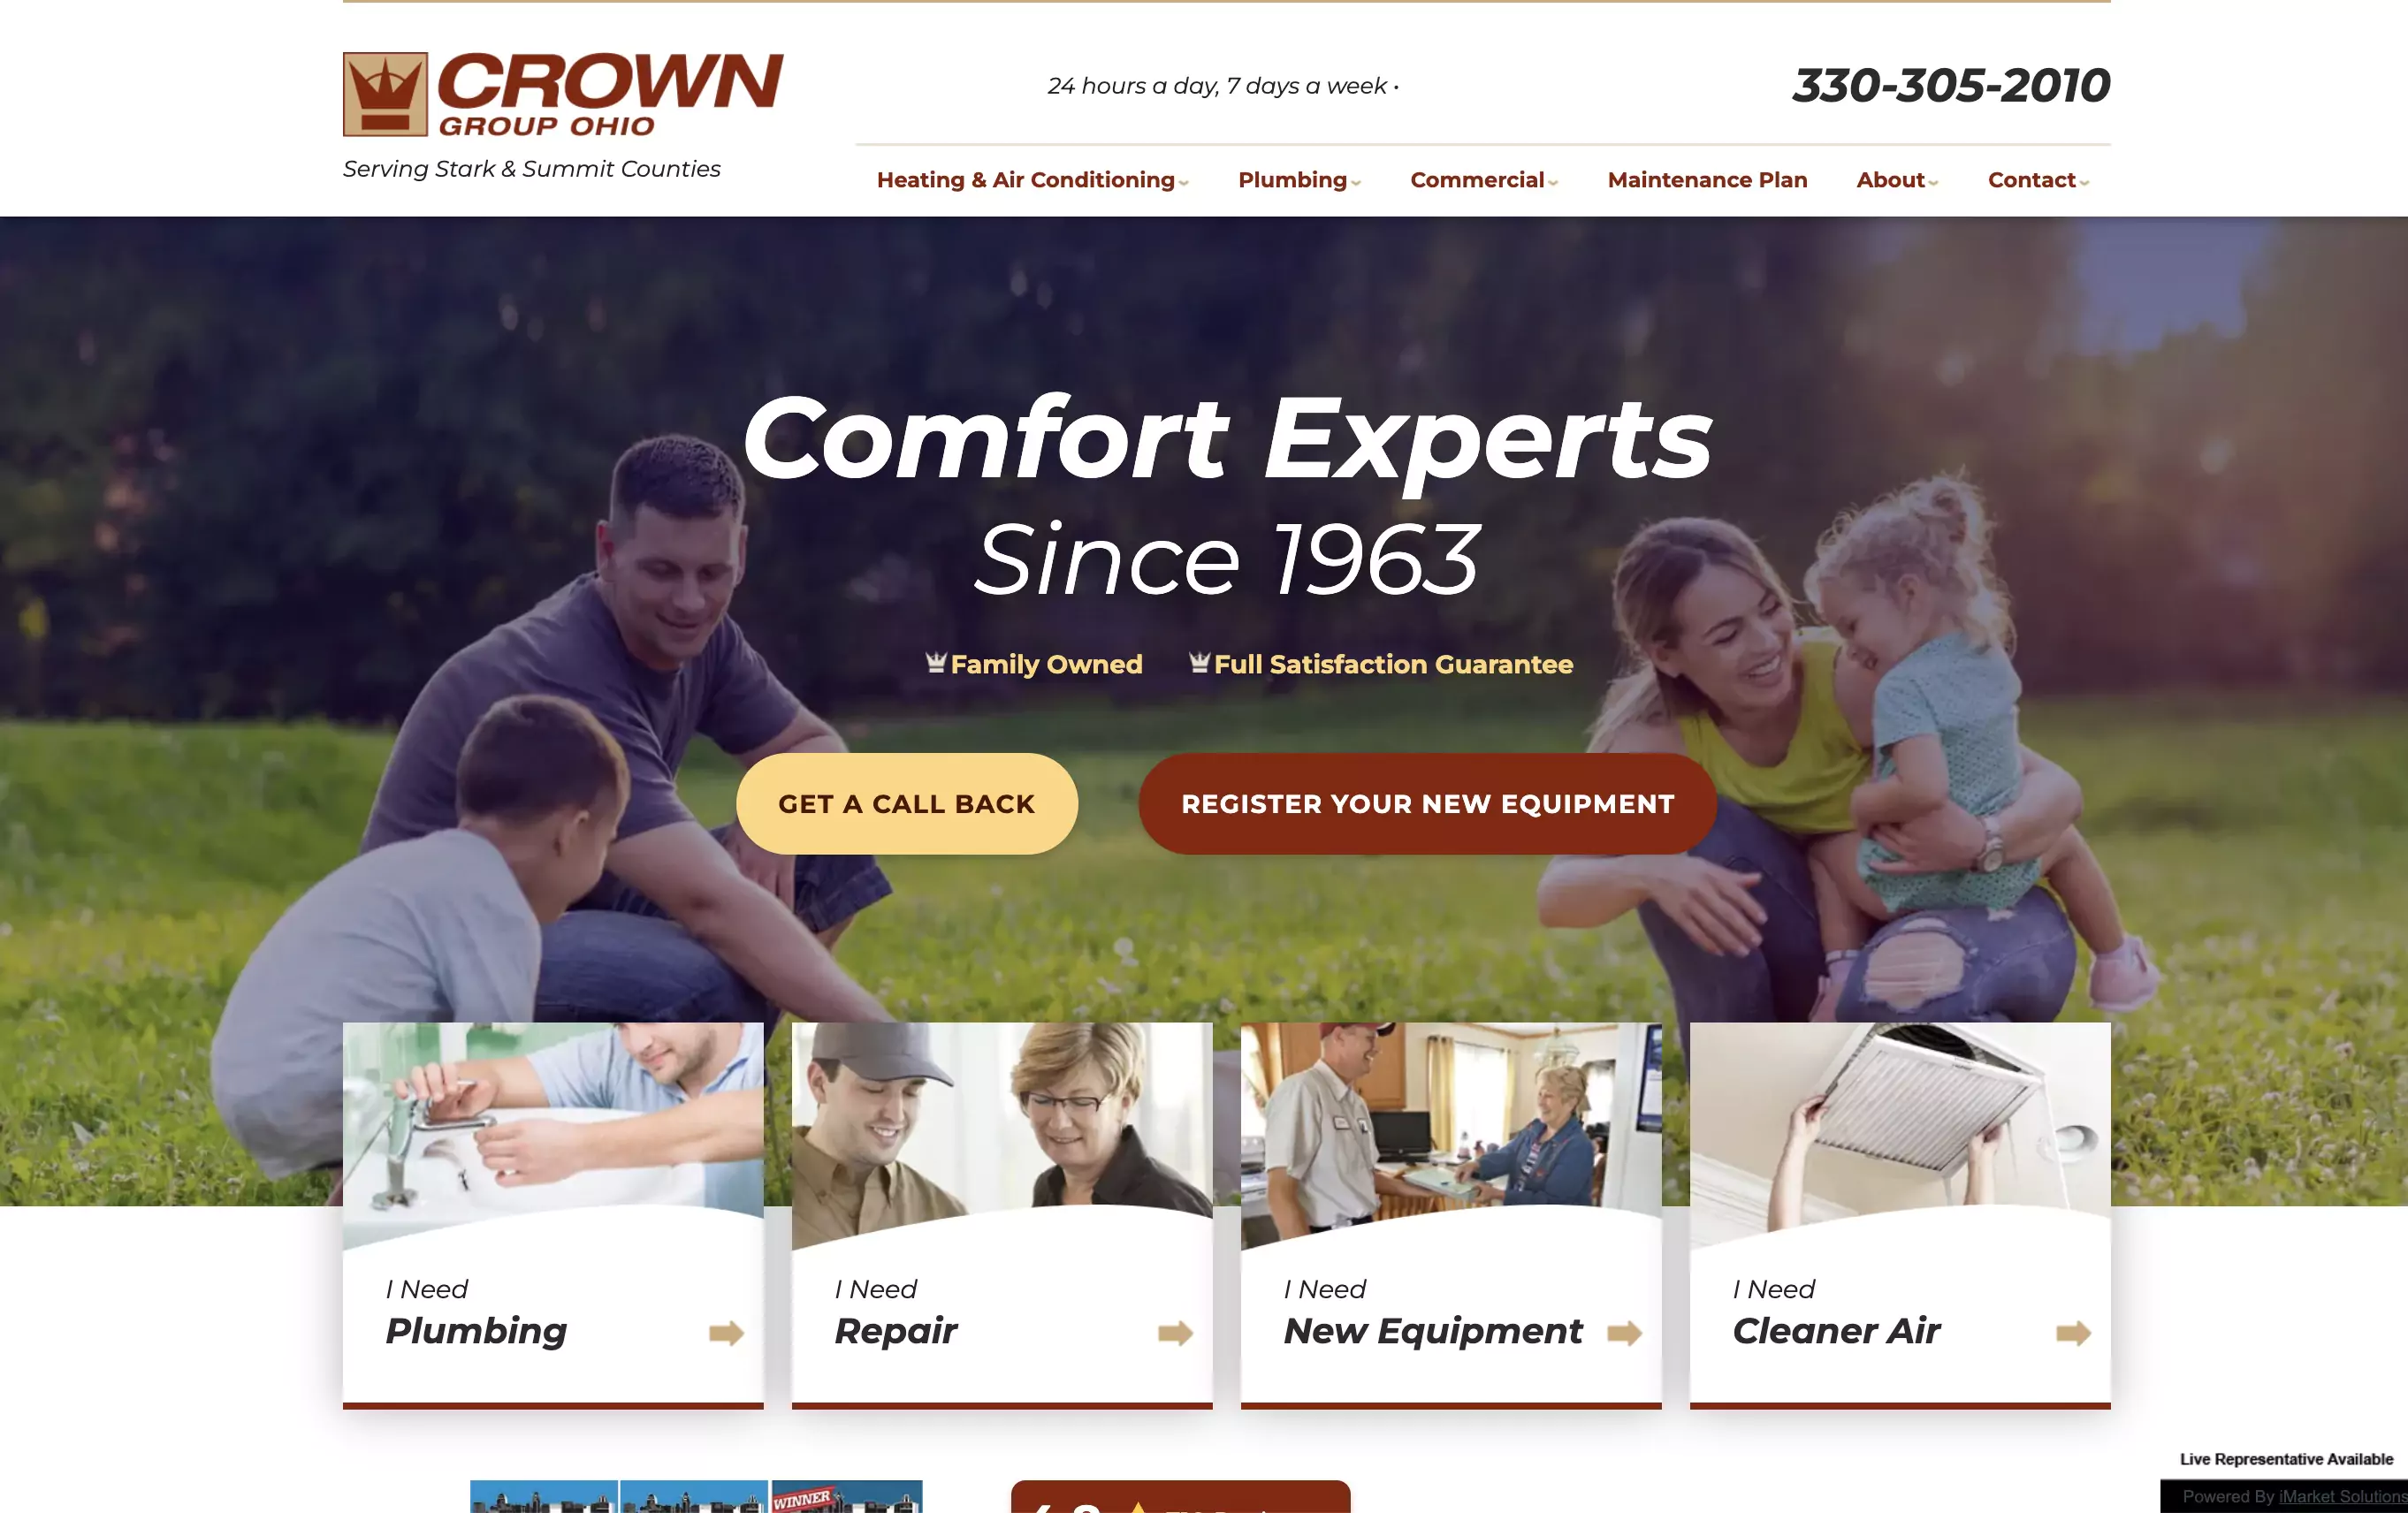 CROWN
GROUP OHIO
Serving Stark & Summit Counties
24 hours a day, 7 days a week •
330-305-2010
Heating & Air Conditioning
Plumbing
Commercial
Maintenance Plan
About
Contact
Comfort Experts
Since 1963
Family Owned
Full Satisfaction Guarantee
GET A CALL BACK
REGISTER YOUR NEW EQUIPMENT
I Need
Plumbing
I Need
Repair
I Need
New Equipment
I Need
Cleaner Air
WINNER
Live Representative Available
Powered By iMarket Solutions